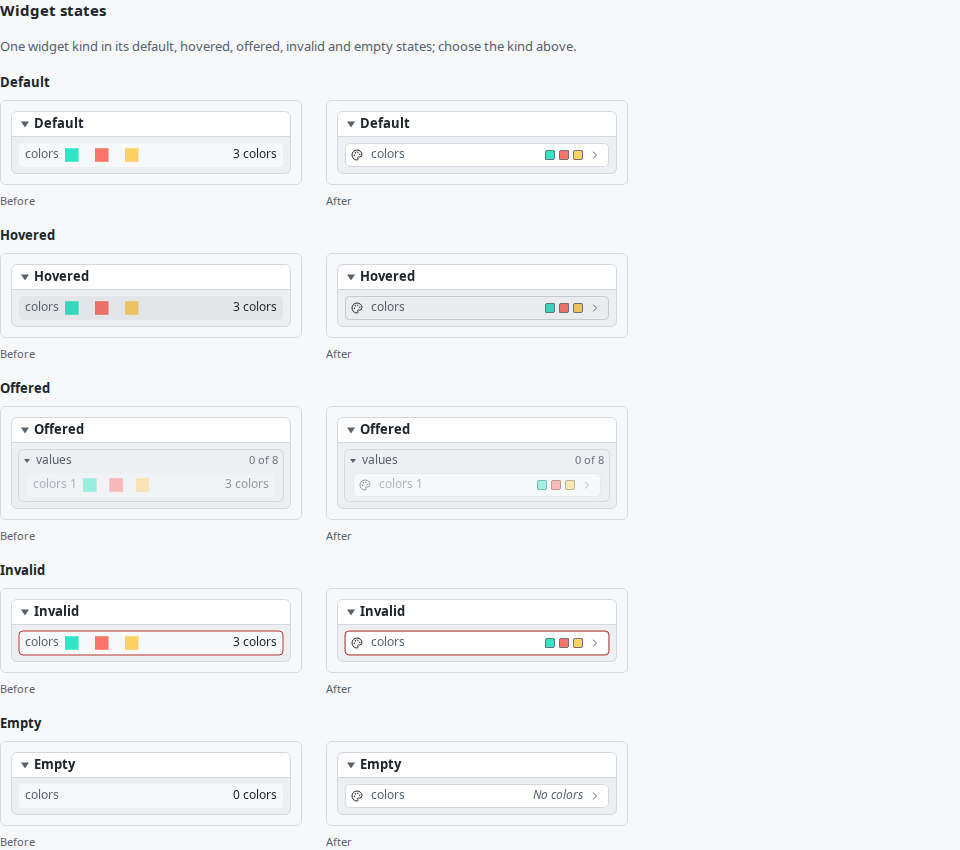 Widget states
One widget kind in its default, hovered, offered, invalid and empty states; choose the kind above.
Default
Default
colors 3 colors
Before
Default
colors
After
Hovered
Hovered
colors 3 colors
Before
Hovered
colors
After
Offered
Offered
values 0 of 8
colors 1 3 colors
Before
Offered
values 0 of 8
colors 1
After
Invalid
Invalid
colors 3 colors
Before
Invalid
colors
After
Empty
Empty
colors 0 colors
Before
Empty
colors No colors
After